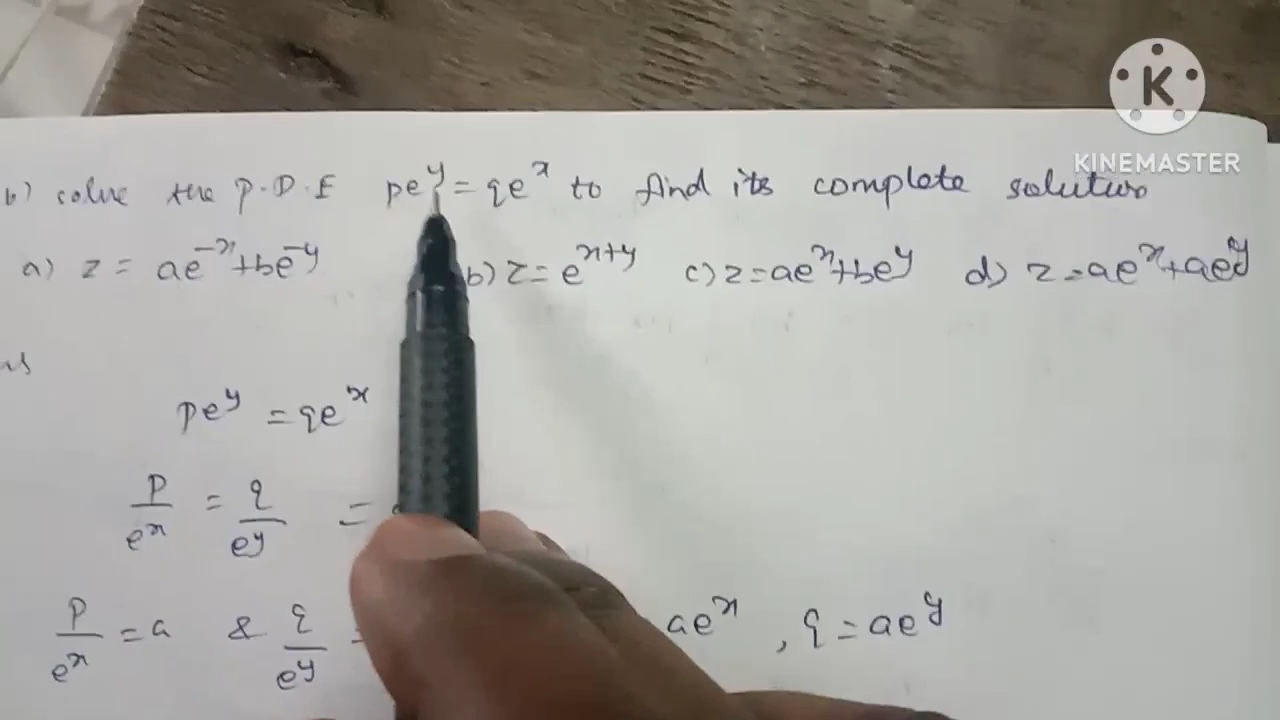 K
KINEMASTER
b) solve the P.D.E pe^y = qe^x to find its complete solution
a) z = ae^-x+be^-y b) z = e^x+y c) z=ae^x+be^y d) z=ae^x+ae^y
pe^y = qe^x
p/e^x = q/e^y =
p/e^x = a & q/e^y = ae^x , q = ae^y